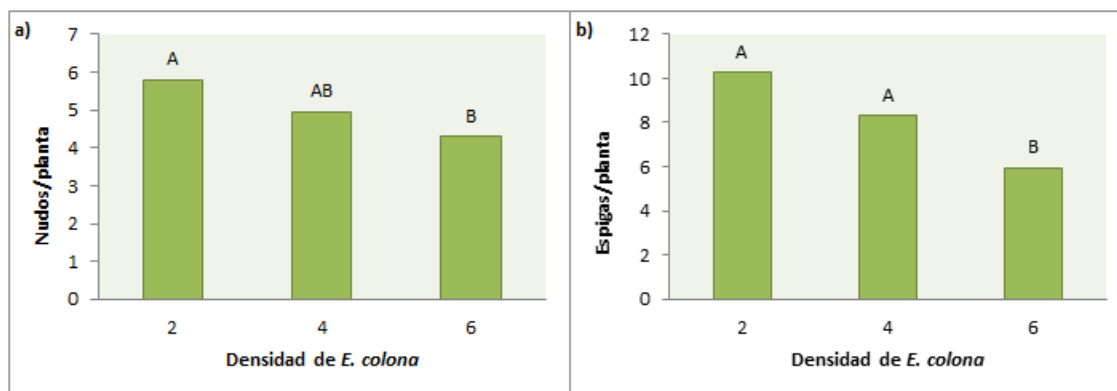 a)
7
6
5
4
3
2
1
0
Nudos/planta
A
AB
B
2 4 6
Densidad de E. colona
b)
12
10
8
6
4
2
0
Espigas/planta
A
A
B
2 4 6
Densidad de E. colona